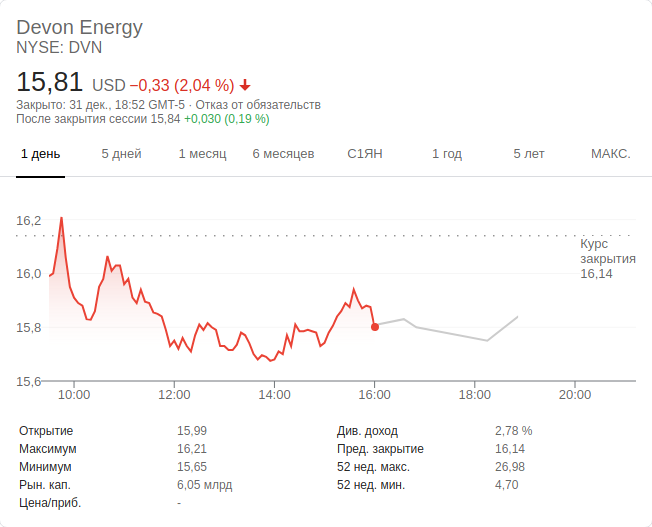 Devon Energy
NYSE: DVN
15,81 USD −0,33 (2,04 %)
Закрыто: 31 дек., 18:52 GMT-5 · Отказ от обязательств
После закрытия сессии 15,84 +0,030 (0,19 %)
1 день 5 дней 1 месяц 6 месяцев С1ЯН 1 год 5 лет МАКС.
16,2
Курс
закрытия
16,14
16,0
15,8
15,6
10:00 12:00 14:00 16:00 18:00 20:00
Открытие 15,99 Див. доход 2,78 %
Максимум 16,21 Пред. закрытие 16,14
Минимум 15,65 52 нед. макс. 26,98
Рын. кап. 6,05 млрд 52 нед. мин. 4,70
Цена/приб. -